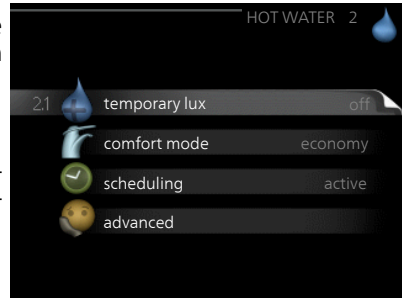 HOT WATER 2
2.1 temporary lux off
comfort mode economy
scheduling active
advanced